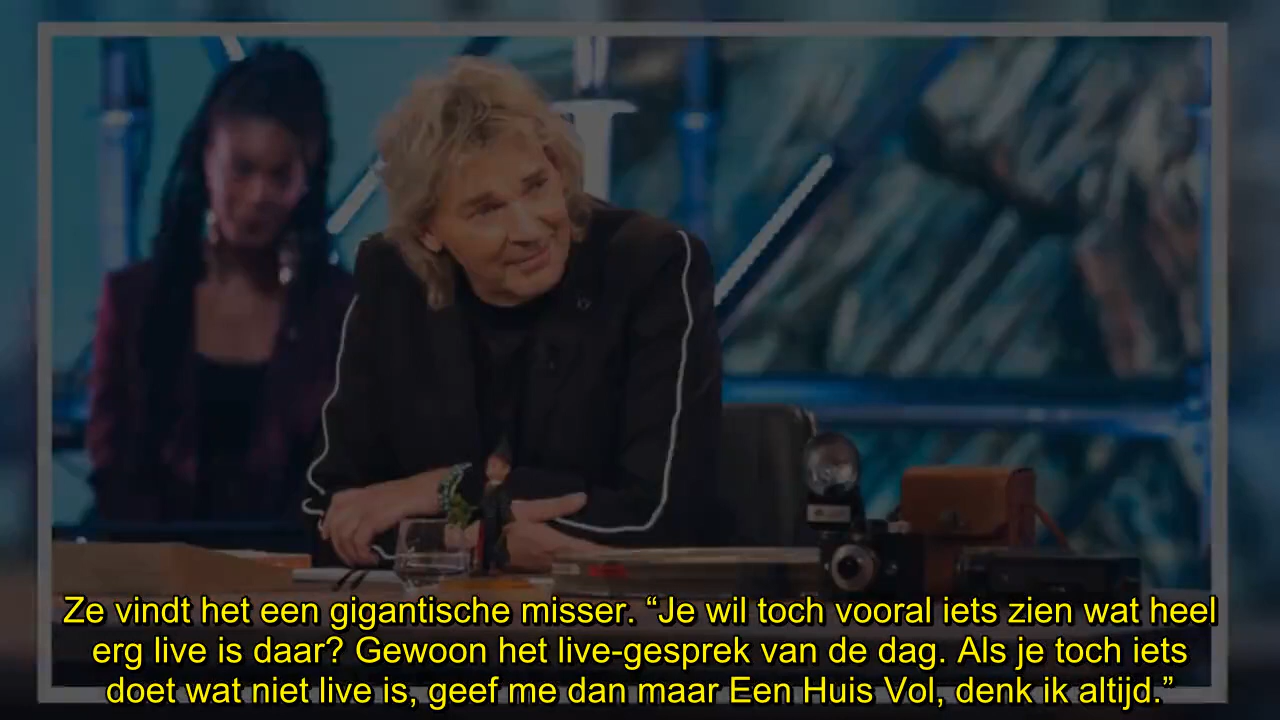 Ze vindt het een gigantische misser. “Je wil toch vooral iets zien wat heel
erg live is daar? Gewoon het live-gesprek van de dag. Als je toch iets
doet wat niet live is, geef me dan maar Een Huis Vol, denk ik altijd.”